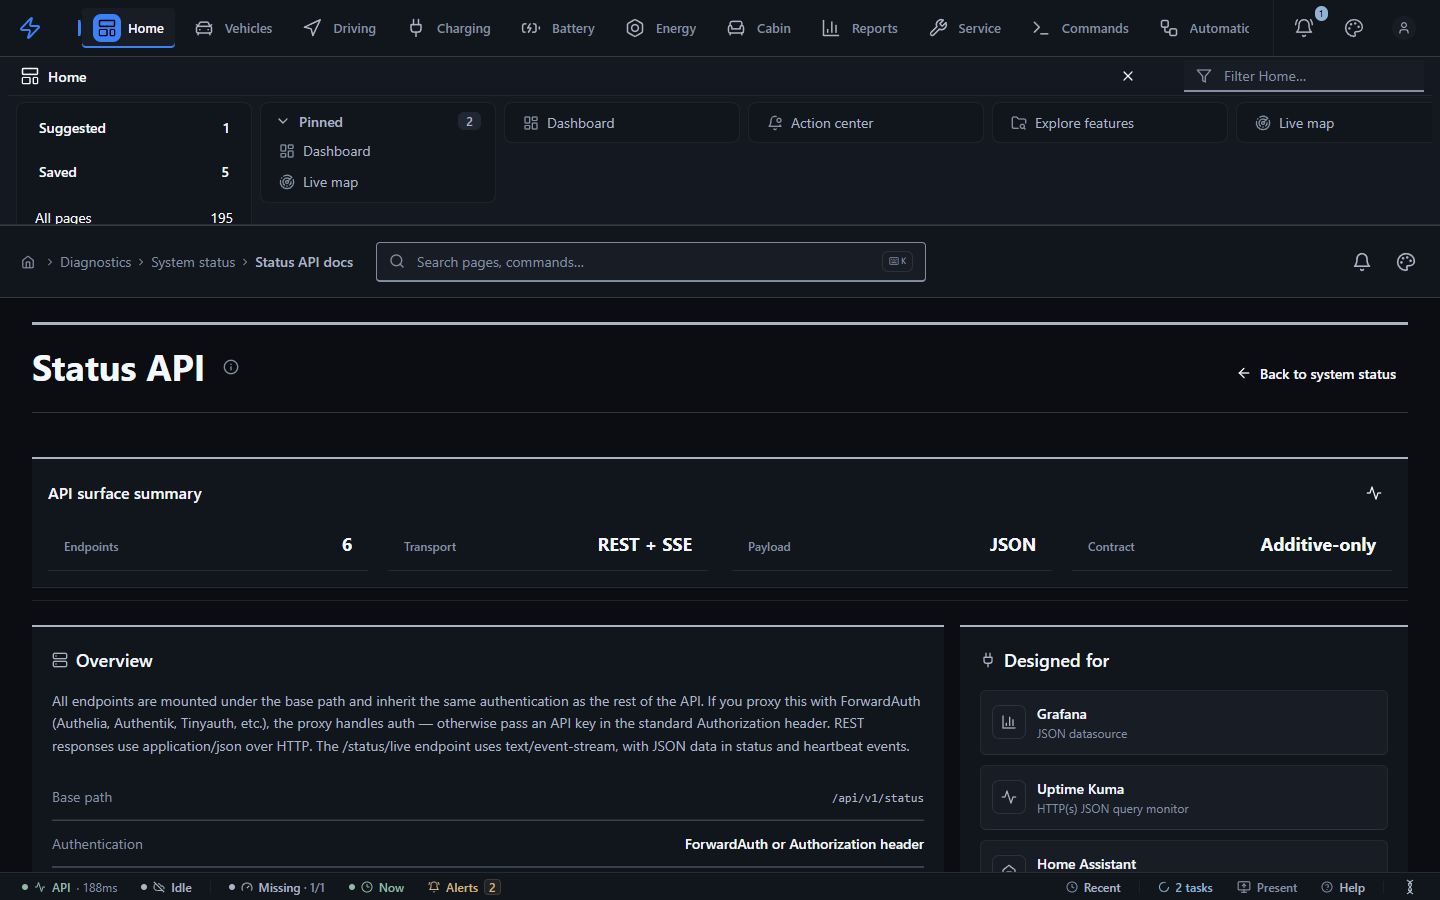 Home
Vehicles
Driving
Charging
Battery
Energy
Cabin
Reports
Service
Commands
Automatic
1
Home
Filter Home...
Suggested 1
Saved 5
All pages 195
Pinned 2
Dashboard
Live map
Dashboard
Action center
Explore features
Live map
Diagnostics
System status
Status API docs
Search pages, commands...
K
Status API
Back to system status
API surface summary
Endpoints 6
Transport REST + SSE
Payload JSON
Contract Additive-only
Overview
All endpoints are mounted under the base path and inherit the same authentication as the rest of the API. If you proxy this with ForwardAuth
(Authelia, Authentik, Tinyauth, etc.), the proxy handles auth — otherwise pass an API key in the standard Authorization header. REST
responses use application/json over HTTP. The /status/live endpoint uses text/event-stream, with JSON data in status and heartbeat events.
Base path /api/v1/status
Authentication ForwardAuth or Authorization header
Designed for
Grafana
JSON datasource
Uptime Kuma
HTTP(s) JSON query monitor
Home Assistant
API · 188ms
Idle
Missing · 1/1
Now
Alerts 2
Recent
2 tasks
Present
Help